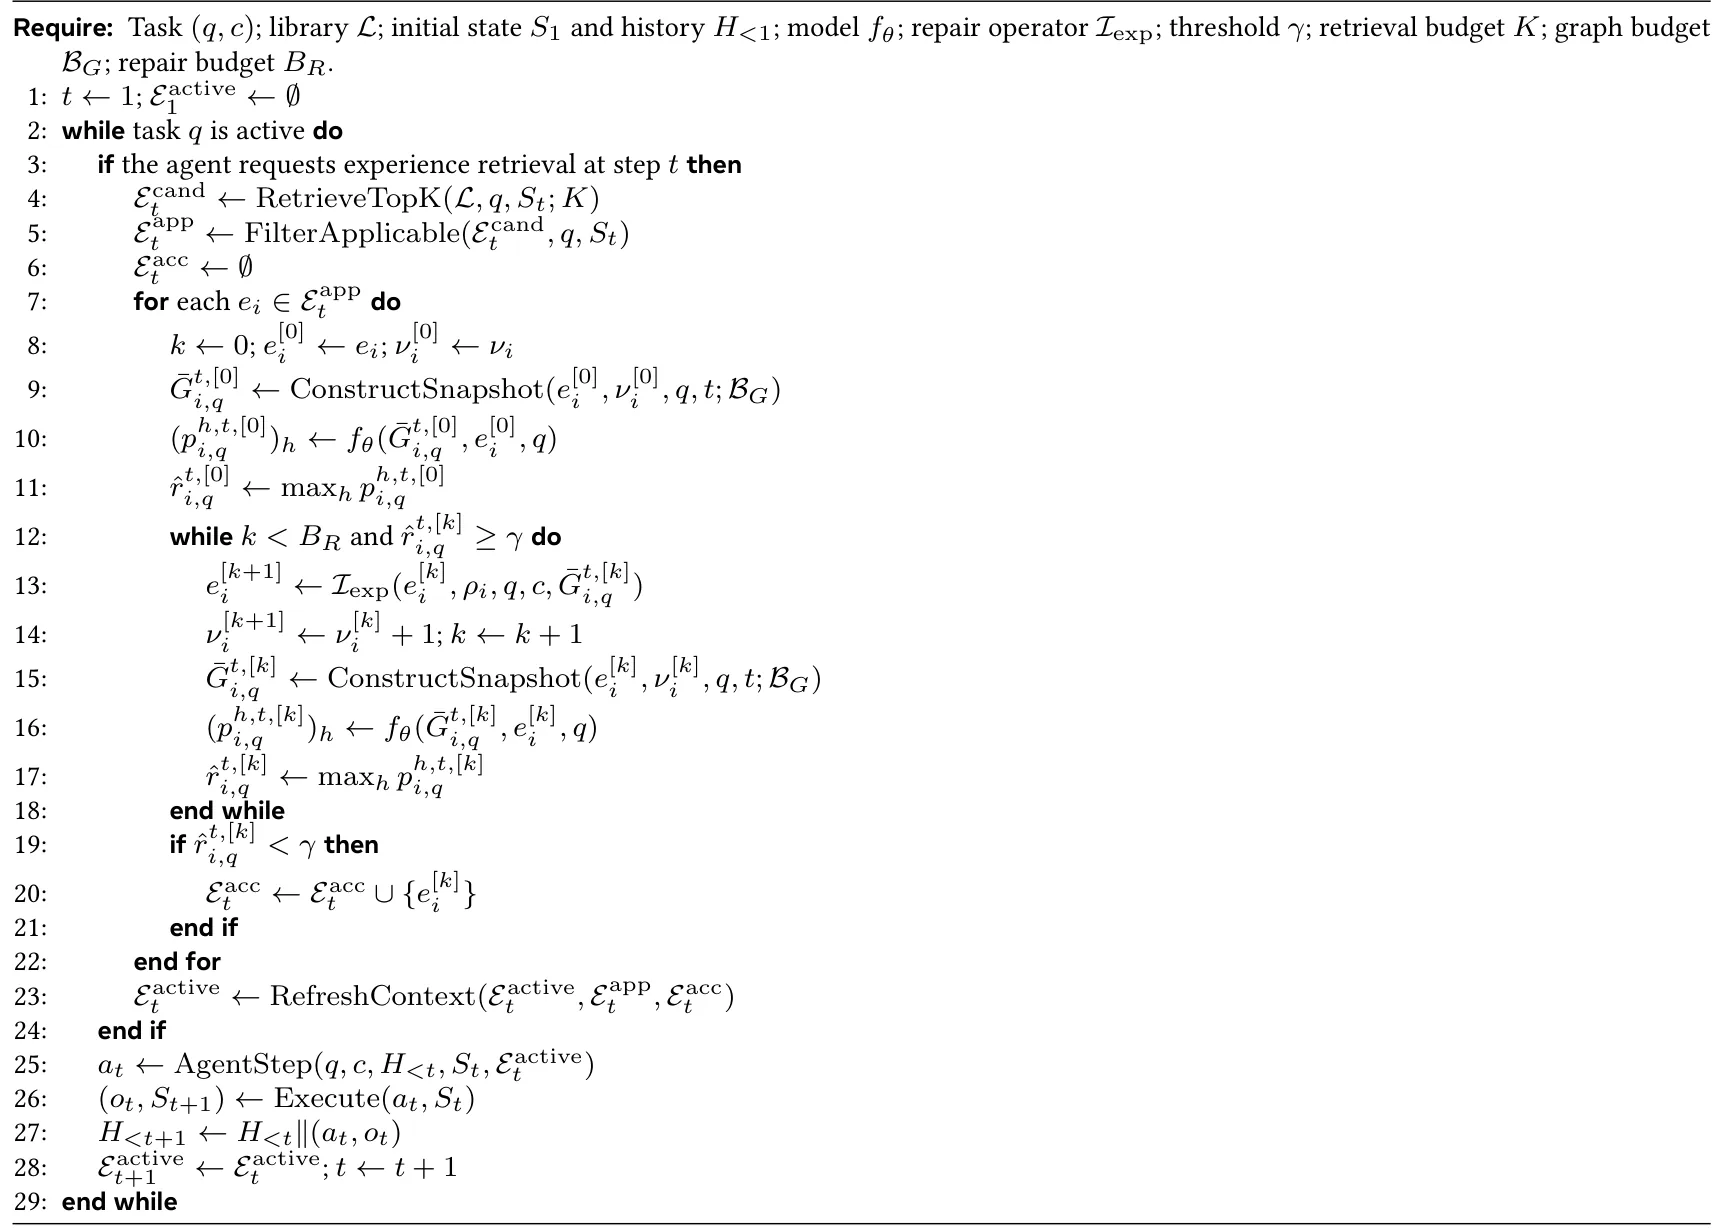 Require: Task (q, c); library ℒ; initial state S₁ and history H_{<1}; model f_θ; repair operator ℐ_exp; threshold γ; retrieval budget K; graph budget
ℬ_G; repair budget B_R.
1: t ← 1; ℰ_1^{active} ← ∅
2: while task q is active do
3: if the agent requests experience retrieval at step t then
4: ℰ_t^{cand} ← RetrieveTopK(ℒ, q, S_t; K)
5: ℰ_t^{app} ← FilterApplicable(ℰ_t^{cand}, q, S_t)
6: ℰ_t^{acc} ← ∅
7: for each e_i ∈ ℰ_t^{app} do
8: k ← 0; e_i^{[0]} ← e_i; ν_i^{[0]} ← ν_i
9: Ḡ_{i,q}^{t,[0]} ← ConstructSnapshot(e_i^{[0]}, ν_i^{[0]}, q, t; ℬ_G)
10: (p_{i,q}^{h,t,[0]})_h ← f_θ(Ḡ_{i,q}^{t,[0]}, e_i^{[0]}, q)
11: r̂_{i,q}^{t,[0]} ← max_h p_{i,q}^{h,t,[0]}
12: while k < B_R and r̂_{i,q}^{t,[k]} ≥ γ do
13: e_i^{[k+1]} ← ℐ_exp(e_i^{[k]}, ρ_i, q, c, Ḡ_{i,q}^{t,[k]})
14: ν_i^{[k+1]} ← ν_i^{[k]} + 1; k ← k + 1
15: Ḡ_{i,q}^{t,[k]} ← ConstructSnapshot(e_i^{[k]}, ν_i^{[k]}, q, t; ℬ_G)
16: (p_{i,q}^{h,t,[k]})_h ← f_θ(Ḡ_{i,q}^{t,[k]}, e_i^{[k]}, q)
17: r̂_{i,q}^{t,[k]} ← max_h p_{i,q}^{h,t,[k]}
18: end while
19: if r̂_{i,q}^{t,[k]} < γ then
20: ℰ_t^{acc} ← ℰ_t^{acc} ∪ {e_i^{[k]}}
21: end if
22: end for
23: ℰ_t^{active} ← RefreshContext(ℰ_t^{active}, ℰ_t^{app}, ℰ_t^{acc})
24: end if
25: a_t ← AgentStep(q, c, H_{<t}, S_t, ℰ_t^{active})
26: (o_t, S_{t+1}) ← Execute(a_t, S_t)
27: H_{<t+1} ← H_{<t}∥(a_t, o_t)
28: ℰ_{t+1}^{active} ← ℰ_t^{active}; t ← t + 1
29: end while